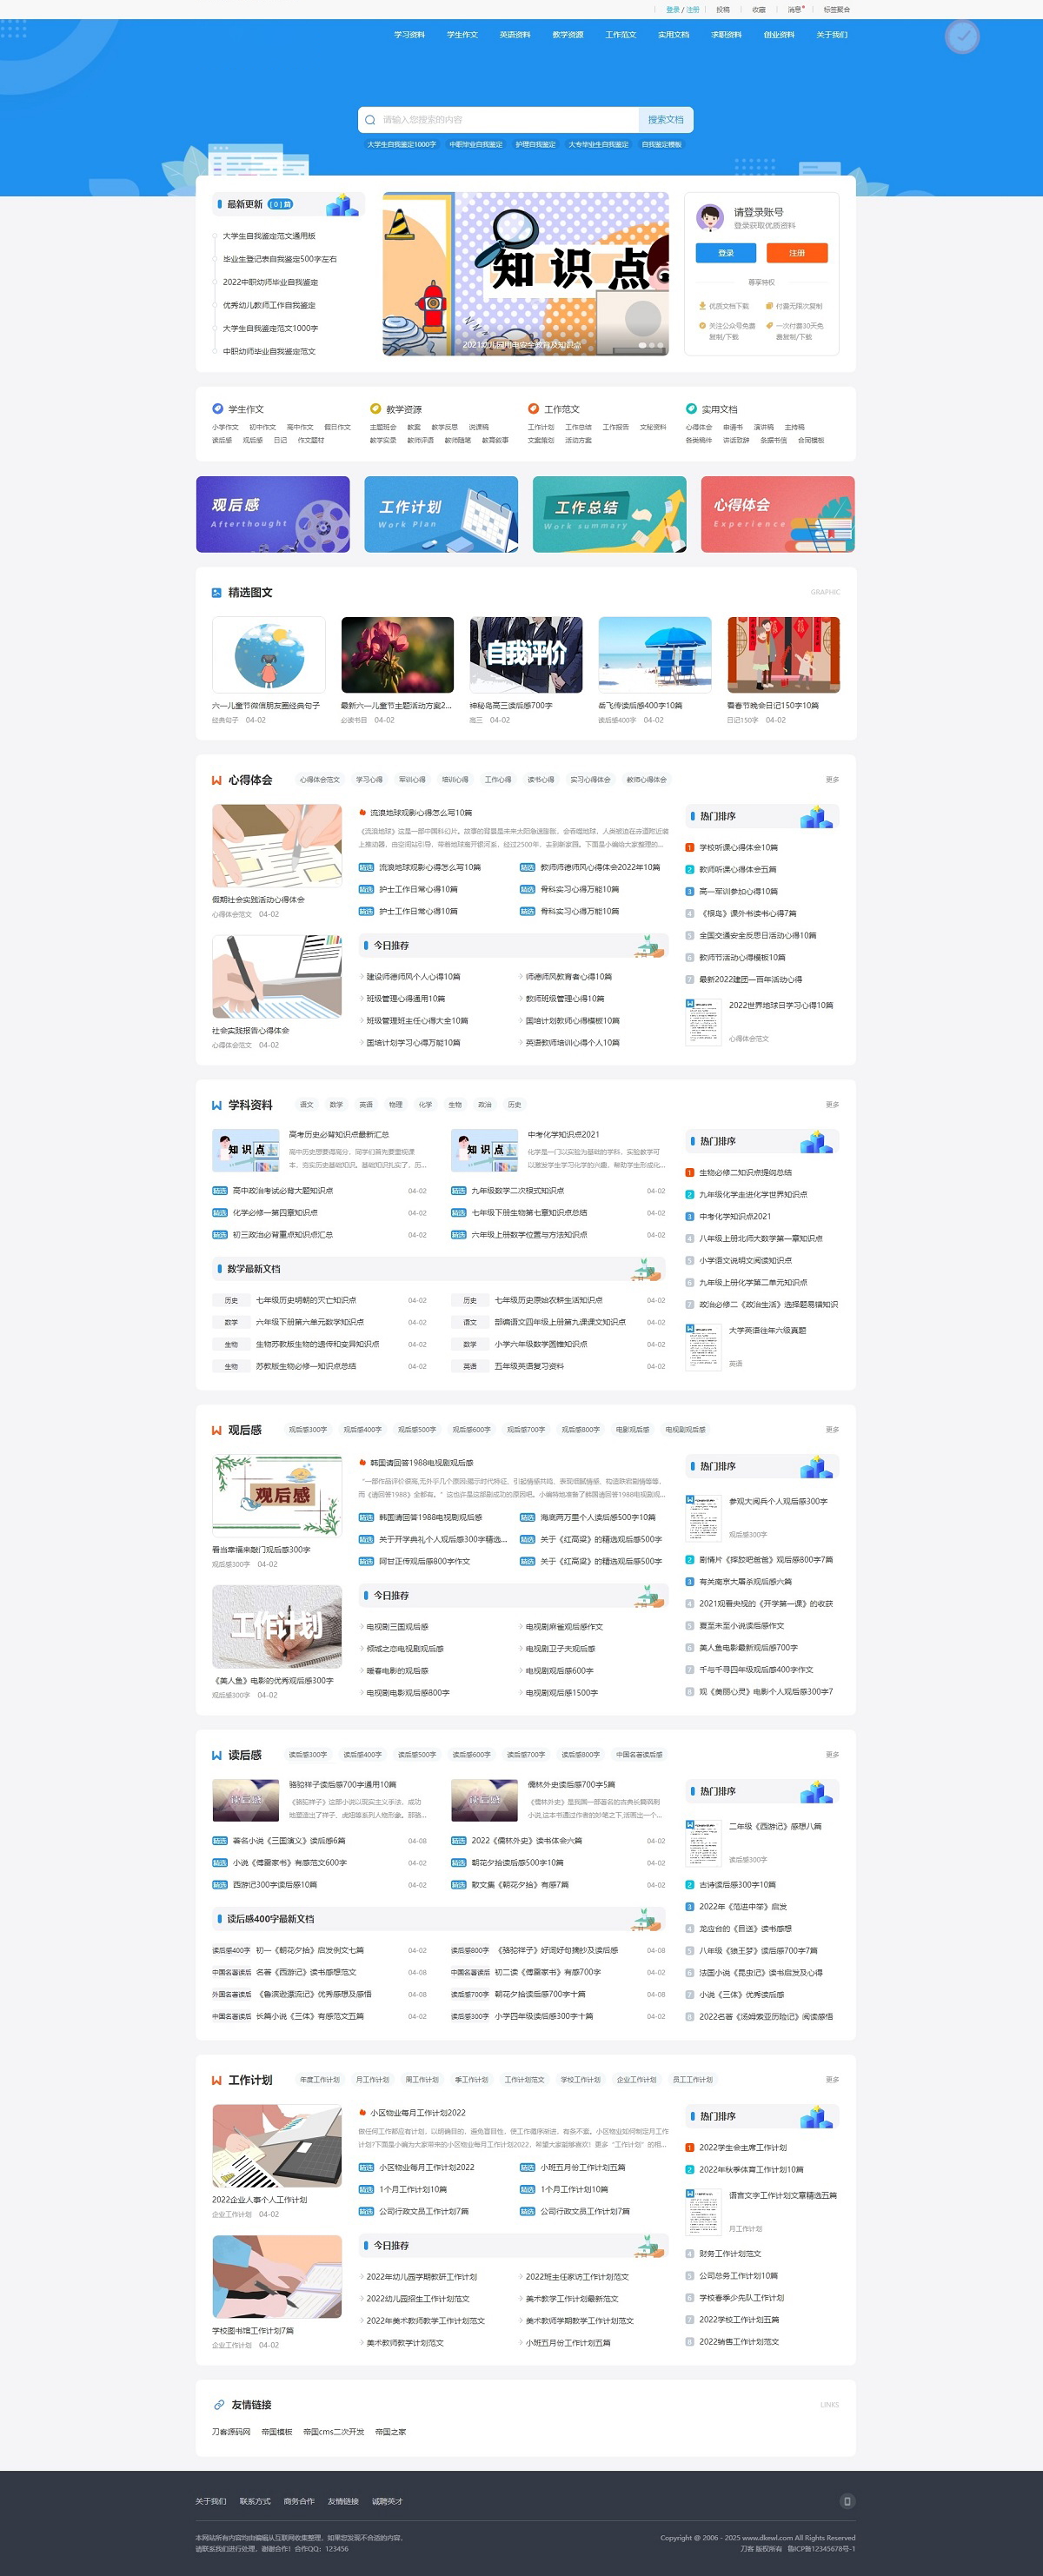 登录 / 注册 投稿 收藏 消息 标签聚合
学习资料 学生作文 英语资料 教学资源 工作范文 实用文档 求职资料 创业资料 关于我们
请输入您搜索的内容 搜索文档
大学生自我鉴定1000字 中职毕业自我鉴定 护理自我鉴定 大专毕业生自我鉴定 自我鉴定模板
最新更新 [ 0 ] 篇
大学生自我鉴定范文通用版
毕业生登记表自我鉴定500字左右
2022中职幼师毕业自我鉴定
优秀幼儿教师工作自我鉴定
大学生自我鉴定范文1000字
中职幼师毕业自我鉴定范文
知识点
2021幼儿园用电安全教育及知识点
请登录账号
登录获取优质资料
登录 注册
尊享特权
优质文档下载 付费无限次复制
关注公众号免费复制/下载 一次付费30天免费复制/下载
学生作文
小学作文 初中作文 高中作文 假日作文
读后感 观后感 日记 作文题材
教学资源
主题班会 教案 教学反思 说课稿
教学实录 教师评语 教师随笔 教育叙事
工作范文
工作计划 工作总结 工作报告 文秘资料
文案策划 活动方案
实用文档
心得体会 申请书 演讲稿 主持稿
各类稿件 讲话致辞 条据书信 合同模板
观后感
Afterthought
工作计划
Work Plan
工作总结
Work summary
心得体会
Experience
精选图文 GRAPHIC
自我评价
六一儿童节微信朋友圈经典句子
经典句子 04-02
最新六一儿童节主题活动方案2...
必读书目 04-02
神秘岛高三读后感700字
高三 04-02
岳飞传读后感400字10篇
读后感400字 04-02
看春节晚会日记150字10篇
日记150字 04-02
心得体会 心得体会范文 学习心得 军训心得 培训心得 工作心得 读书心得 实习心得体会 教师心得体会 更多
假期社会实践活动心得体会
心得体会范文 04-02
社会实践报告心得体会
心得体会范文 04-02
流浪地球观影心得怎么写10篇
《流浪地球》这是一部中国科幻片。故事的背景是未来太阳急速膨胀，会吞噬地球，人类被迫在赤道附近装
上推动器，由空间站引导，带着地球离开银河系，经过2500年，去到新家园。下面是小编给大家整理的...
精选 流浪地球观影心得怎么写10篇 精选 教师师德师风心得体会2022年10篇
精选 护士工作日常心得10篇 精选 骨科实习心得万能10篇
精选 护士工作日常心得10篇 精选 骨科实习心得万能10篇
今日推荐
建设师德师风个人心得10篇 师德师风教育者心得10篇
班级管理心得通用10篇 教师班级管理心得10篇
班级管理班主任心得大全10篇 国培计划教师心得模板10篇
国培计划学习心得万能10篇 英语教师培训心得个人10篇
热门排序
1 学校听课心得体会10篇
2 教师听课心得体会五篇
3 高一军训参加心得10篇
4 《根鸟》课外书读书心得7篇
5 全国交通安全反思日活动心得10篇
6 教师节活动心得模板10篇
7 最新2022建团一百年活动心得
2022世界地球日学习心得10篇
心得体会范文
学科资料 语文 数学 英语 物理 化学 生物 政治 历史 更多
知识点
高考历史必背知识点最新汇总
高中历史想要得高分，同学们首先要重视课
本，夯实历史基础知识。基础知识扎实了，历...
知识点
中考化学知识点2021
化学是一门以实验为基础的学科。实验教学可
以激发学生学习化学的兴趣，帮助学生形成化...
精选 高中政治考试必背大题知识点 04-02 精选 九年级数学二次根式知识点 04-02
精选 化学必修一第四章知识点 04-02 精选 七年级下册生物第七章知识点总结 04-02
精选 初三政治必背重点知识点汇总 04-02 精选 六年级上册数学位置与方法知识点 04-02
数学最新文档
历史 七年级历史明朝的灭亡知识点 04-02 历史 七年级历史原始农耕生活知识点 04-02
数学 六年级下册第六单元数学知识点 04-02 语文 部编语文四年级上册第九课课文知识点 04-02
生物 生物苏教版生物的遗传和变异知识点 04-02 数学 小学六年级数学圆锥知识点 04-02
生物 苏教版生物必修一知识点总结 04-02 英语 五年级英语复习资料 04-02
热门排序
1 生物必修二知识点提纲总结
2 九年级化学走进化学世界知识点
3 中考化学知识点2021
4 八年级上册北师大数学第一章知识点
5 小学语文说明文阅读知识点
6 九年级上册化学第二单元知识点
7 政治必修二《政治生活》选择题易错知识
大学英语往年六级真题
英语
观后感 观后感300字 观后感400字 观后感500字 观后感600字 观后感700字 观后感800字 电影观后感 电视剧观后感 更多
观后感
看当幸福来敲门观后感300字
观后感300字 04-02
工作计划
《美人鱼》电影的优秀观后感300字
观后感300字 04-02
韩国请回答1988电视剧观后感
精选 韩国请回答1988电视剧观后感 精选 海底两万里个人读后感500字10篇
精选 关于开学典礼个人观后感300字精选... 精选 关于《红高粱》的精选观后感500字
精选 阿甘正传观后感800字作文 精选 关于《红高粱》的精选观后感500字
今日推荐
电视剧三国观后感 电视剧麻雀观后感作文
倾城之恋电视剧观后感 电视剧卫子夫观后感
暖春电影的观后感 电视剧观后感600字
电视剧电影观后感800字 电视剧观后感1500字
热门排序
参观大阅兵个人观后感300字
观后感300字
2 剧情片《摔跤吧爸爸》观后感800字7篇
3 有关南京大屠杀观后感六篇
4 2021观看央视的《开学第一课》的收获
5 夏至未至小说读后感作文
6 美人鱼电影最新观后感700字
7 千与千寻四年级观后感400字作文
8 观《美丽心灵》电影个人观后感300字7
读后感 读后感300字 读后感400字 读后感500字 读后感600字 读后感700字 读后感800字 中国名著读后感 更多
骆驼祥子读后感700字通用10篇
《骆驼祥子》这部小说以现实主义手法，成功
地塑造出了祥子、虎妞等系列人物形象。那骆...
儒林外史读后感700字5篇
《儒林外史》是我国一部著名的古典长篇讽刺
小说,这本书通过作者的妙笔之下,活画出一个...
精选 著名小说《三国演义》读后感6篇 04-08 精选 2022《儒林外史》读书体会六篇 04-02
精选 小说《傅雷家书》有感范文600字 04-02 精选 朝花夕拾读后感500字10篇 04-02
精选 西游记300字读后感10篇 04-02 精选 散文集《朝花夕拾》有感7篇 04-02
读后感400字最新文档
读后感400字 初一《朝花夕拾》启发例文七篇 04-02 读后感800字 《骆驼祥子》好词好句摘抄及读后感 04-08
中国名著读后 名著《西游记》读书感想范文 04-08 中国名著读后 初二读《傅雷家书》有感700字 04-02
外国名著读后 《鲁滨逊漂流记》优秀感想及感悟 04-08 读后感700字 朝花夕拾读后感700字十篇 04-08
中国名著读后 长篇小说《三体》有感范文五篇 04-02 读后感300字 小学四年级读后感300字十篇 04-02
热门排序
二年级《西游记》感想八篇
读后感300字
2 古诗读后感300字10篇
3 2022年《范进中举》启发
4 龙应台的《目送》读书感想
5 八年级《狼王梦》读后感700字7篇
6 法国小说《昆虫记》读书启发及心得
7 小说《三体》优秀读后感
8 2022名著《汤姆索亚历险记》阅读感悟
工作计划 年度工作计划 月工作计划 周工作计划 季工作计划 工作计划范文 学校工作计划 企业工作计划 员工工作计划 更多
2022企业人事个人工作计划
企业工作计划 04-02
学校图书馆工作计划7篇
企业工作计划 04-02
小区物业每月工作计划2022
做任何工作都应有计划，以明确目的，避免盲目性，使工作循序渐进，有条不紊。小区物业如何制定月工作
计划?下面是小编为大家带来的小区物业每月工作计划2022，希望大家能够喜欢！更多“工作计划”的相...
精选 小区物业每月工作计划2022 精选 小班五月份工作计划五篇
精选 1个月工作计划10篇 精选 1个月工作计划10篇
精选 公司行政文员工作计划7篇 精选 公司行政文员工作计划7篇
今日推荐
2022年幼儿园学期教研工作计划 2022班主任家访工作计划范文
2022幼儿园招生工作计划范文 美术教学工作计划最新范文
2022年美术教师教学工作计划范文 美术教师学期教学工作计划范文
美术教师教学计划范文 小班五月份工作计划五篇
热门排序
1 2022学生会主席工作计划
2 2022年秋季体育工作计划10篇
语言文字工作计划文章精选五篇
月工作计划
4 财务工作计划范文
5 公司总务工作计划10篇
6 学校春季少先队工作计划
7 2022学校工作计划五篇
8 2022销售工作计划范文
友情链接 LINKS
刀客源码网 帝国模板 帝国cms二次开发 帝国之家
关于我们 联系方式 商务合作 友情链接 诚聘英才
本网站所有内容均由编辑从互联网收集整理，如果您发现不合适的内容，
请联系我们进行处理，谢谢合作！合作QQ：123456
Copyright @ 2006 - 2025 www.dkewl.com All Rights Reserved
刀客 版权所有 鲁ICP备12345678号-1